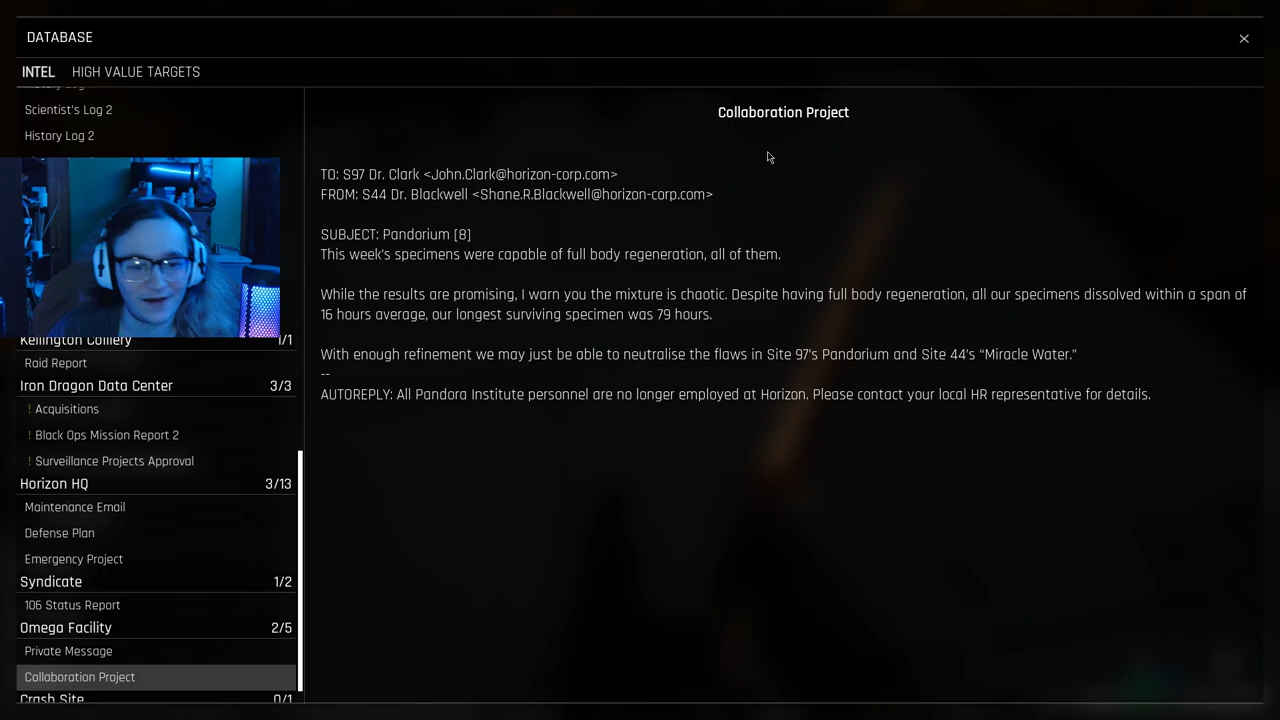 DATABASE
INTEL HIGH VALUE TARGETS
Scientist's Log 2
History Log 2
Kellington Colliery 1/1
Raid Report
Iron Dragon Data Center 3/3
! Acquisitions
! Black Ops Mission Report 2
! Surveillance Projects Approval
Horizon HQ 3/13
Maintenance Email
Defense Plan
Emergency Project
Syndicate 1/2
106 Status Report
Omega Facility 2/5
Private Message
Collaboration Project
Crash Site 0/1
Collaboration Project
TO: S97 Dr. Clark <John.Clark@horizon-corp.com>
FROM: S44 Dr. Blackwell <Shane.R.Blackwell@horizon-corp.com>
SUBJECT: Pandorium [8]
This week's specimens were capable of full body regeneration, all of them.
While the results are promising, I warn you the mixture is chaotic. Despite having full body regeneration, all our specimens dissolved within a span of
16 hours average, our longest surviving specimen was 79 hours.
With enough refinement we may just be able to neutralise the flaws in Site 97's Pandorium and Site 44's “Miracle Water.”
--
AUTOREPLY: All Pandora Institute personnel are no longer employed at Horizon. Please contact your local HR representative for details.